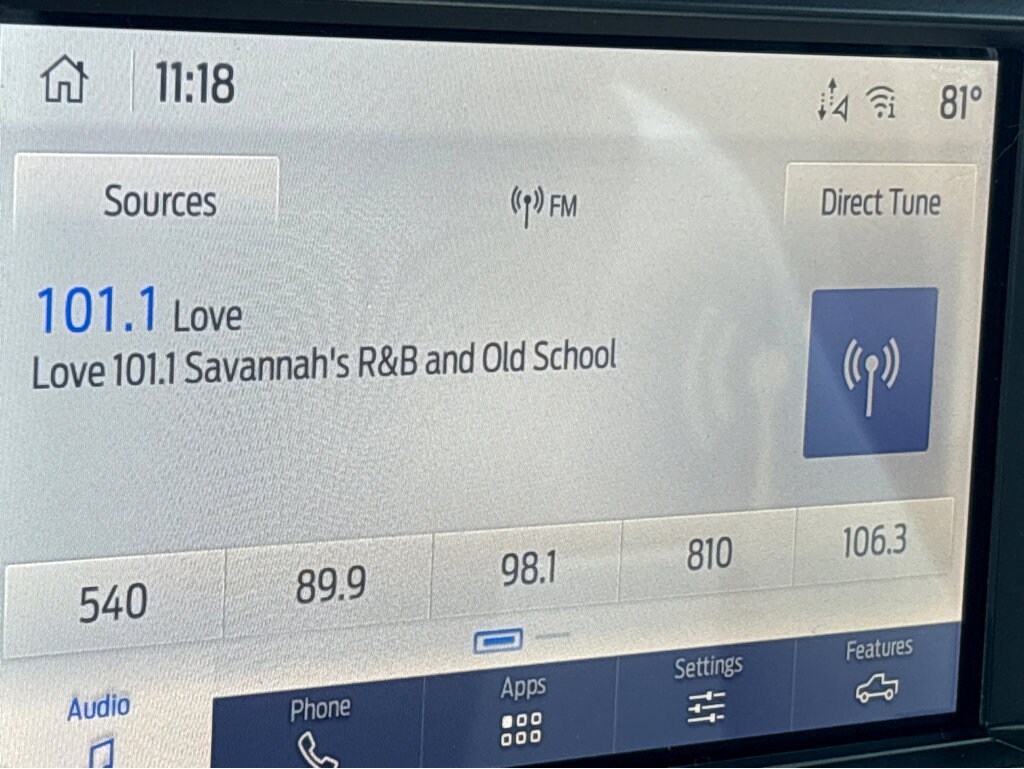 11:18
81°
Sources
FM
Direct Tune
101.1 Love
Love 101.1 Savannah's R&B and Old School
540
89.9
98.1
810
106.3
Audio
Phone
Apps
Settings
Features